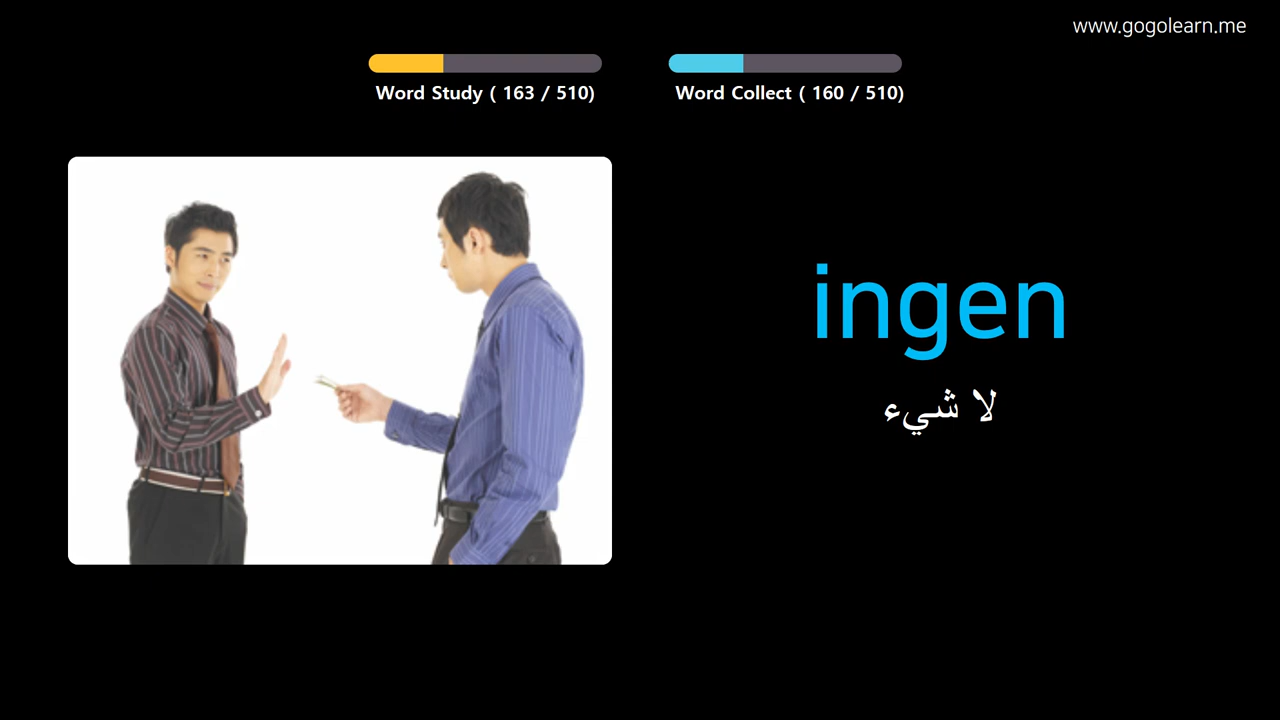 www.gogolearn.me
Word Study ( 163 / 510)
Word Collect ( 160 / 510)
ingen
لا شيء